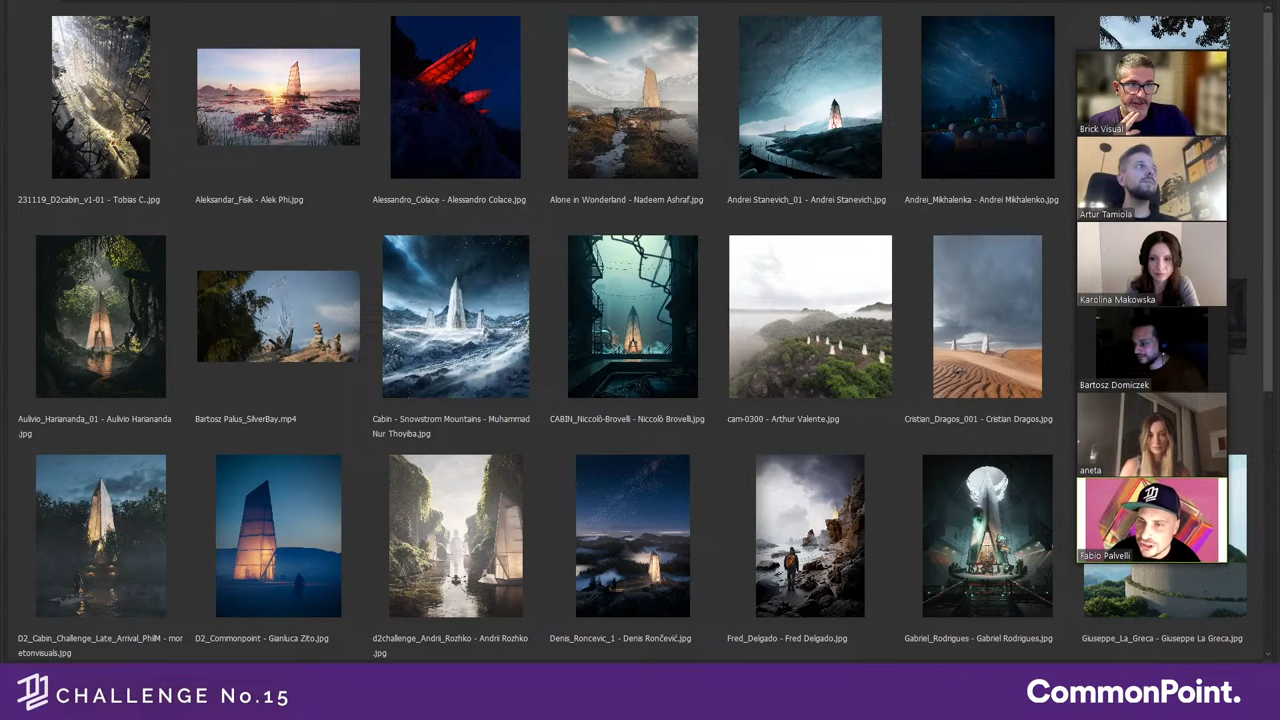 231119_D2cabin_v1-01 - Tobias C..jpg
Aleksandar_Fisik - Alek Phi.jpg
Alessandro_Colace - Alessandro Colace.jpg
Alone in Wonderland - Nadeem Ashraf.jpg
Andrei Stanevich_01 - Andrei Stanevich.jpg
Andrei_Mikhalenka - Andrei Mikhalenko.jpg
Brick Visual
Artur Tamiola
Karolina Makowska
Bartosz Domiczek
aneta
Fabio Palvelli
Aulivio_Hariananda_01 - Aulivio Harianda
.jpg
Bartosz Palus_SilverBay.mp4
Cabin - Snowstrom Mountains - Muhammad
Nur Thoyiba.jpg
CABIN_Niccolò-Brovelli - Niccolò Brovelli.jpg
cam-0300 - Arthur Valente.jpg
Cristian_Dragos_001 - Cristian Dragos.jpg
D2_Cabin_Challenge_Late_Arrival_PhilM - mor
etonvisuals.jpg
D2_Commonpoint - Gianluca Zito.jpg
d2challenge_Andrii_Rozhko - Andrii Rozhko
.jpg
Denis_Roncevic_1 - Denis Rončević.jpg
Fred_Delgado - Fred Delgado.jpg
Gabriel_Rodrigues - Gabriel Rodrigues.jpg
Giuseppe_La_Greca - Giuseppe La Greca.jpg
CHALLENGE No.15
CommonPoint.